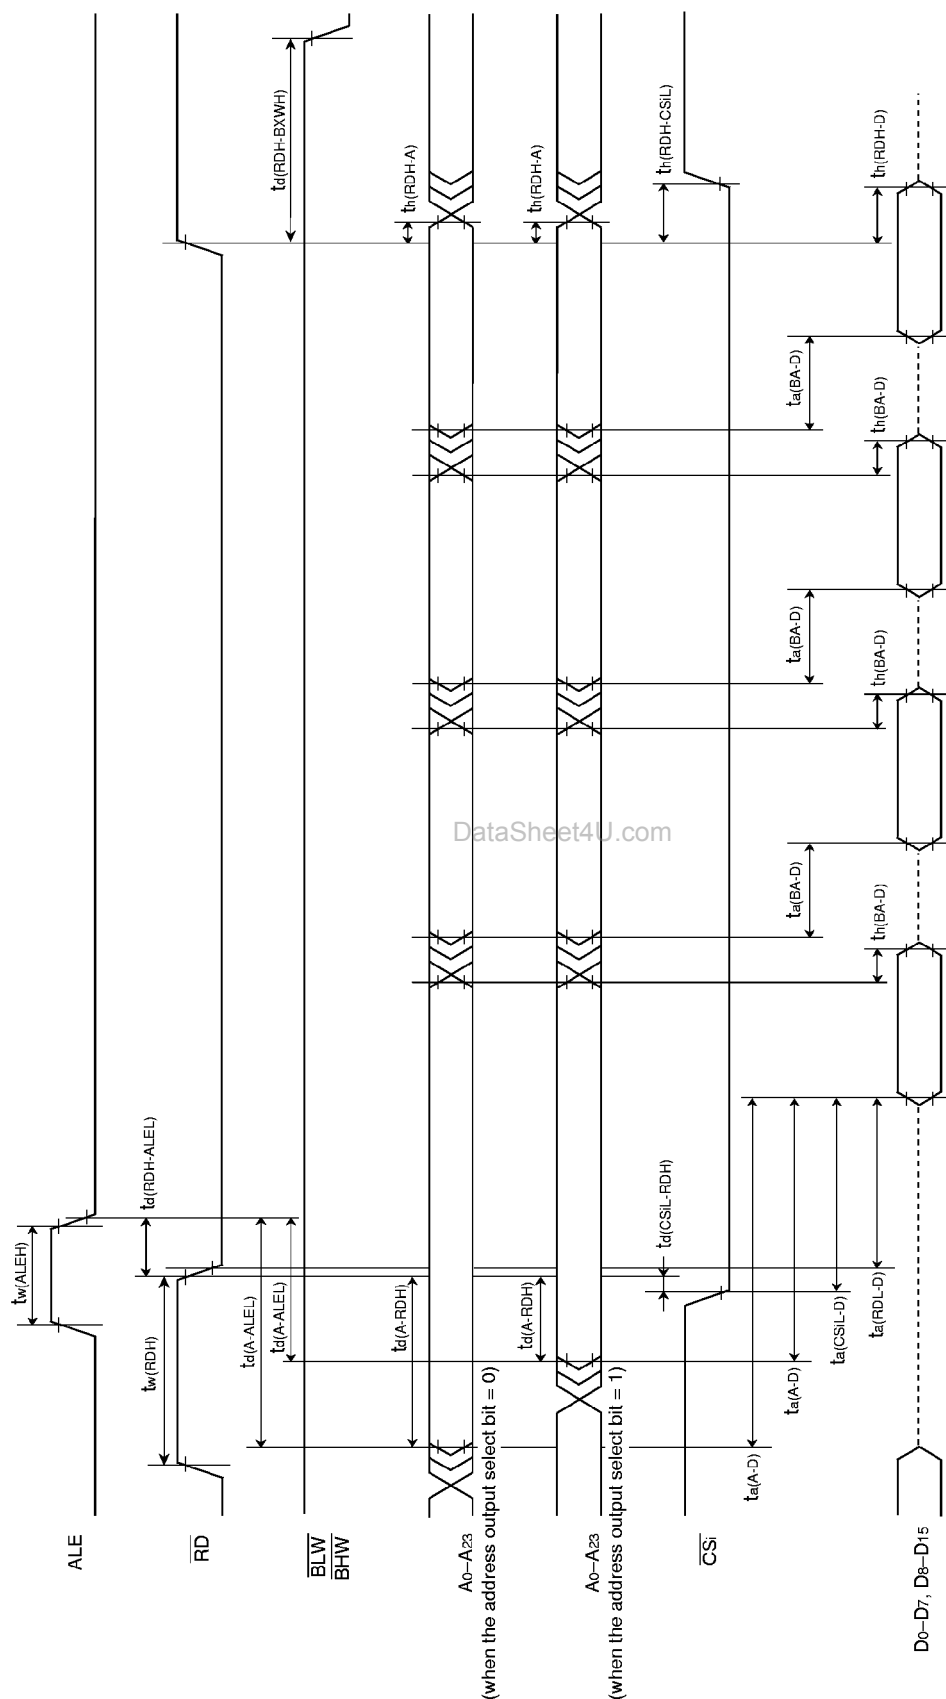 ALE
tw(ALEH)
td(RDH-ALEL)
RD
tw(RDH)
BLW
BHW
td(A-ALEL)
td(A-ALEL)
td(RDH-BXWH)
A0–A23
(when the address output select bit = 0)
td(A-RDH)
th(RDH-A)
A0–A23
(when the address output select bit = 1)
td(A-RDH)
th(RDH-A)
CSi
td(CSiL-RDH)
th(RDH-CSiL)
ta(A-D)
ta(A-D)
ta(CSiL-D)
ta(RDL-D)
ta(BA-D)
ta(BA-D)
ta(BA-D)
D0–D7, D8–D15
th(BA-D)
th(BA-D)
th(BA-D)
th(RDH-D)
DataSheet4U.com